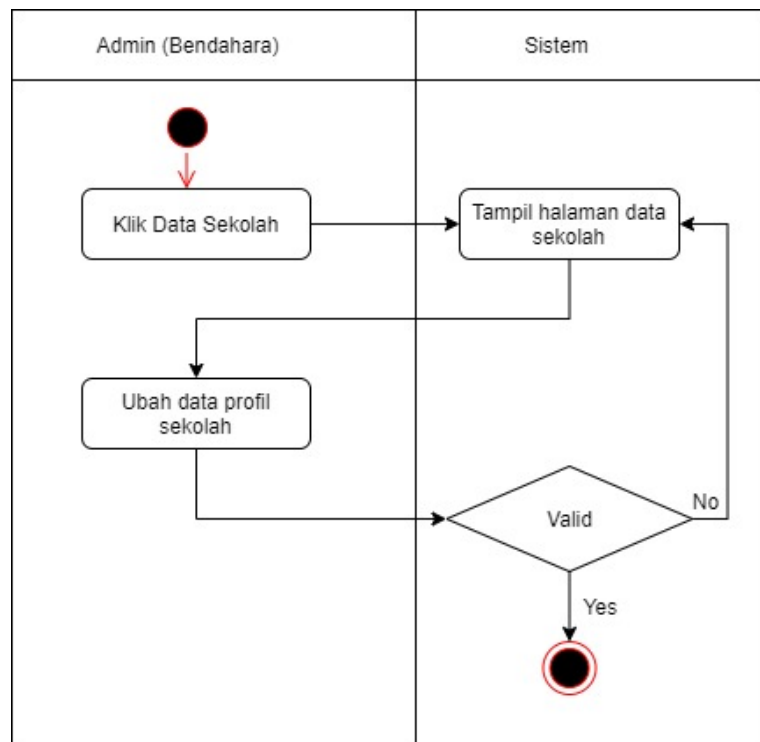 Admin (Bendahara)
Sistem
Klik Data Sekolah
Tampil halaman data
sekolah
Ubah data profil
sekolah
Valid
No
Yes